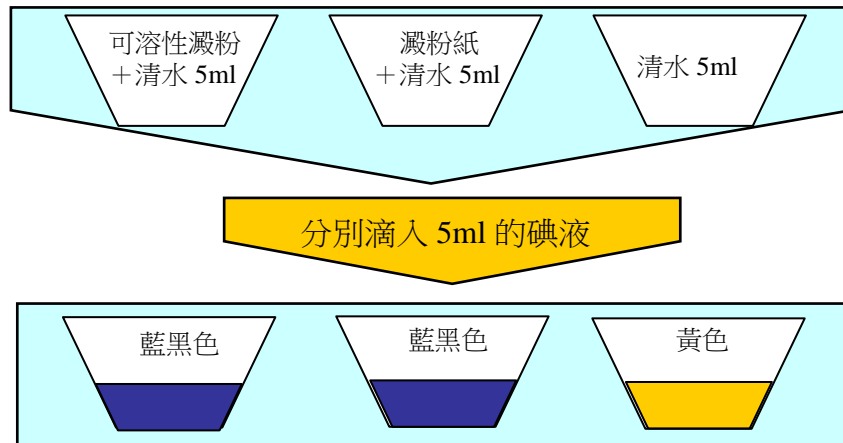 可溶性澱粉
＋清水 5ml
澱粉紙
＋清水 5ml
清水 5ml
分別滴入 5ml 的碘液
藍黑色
藍黑色
黃色